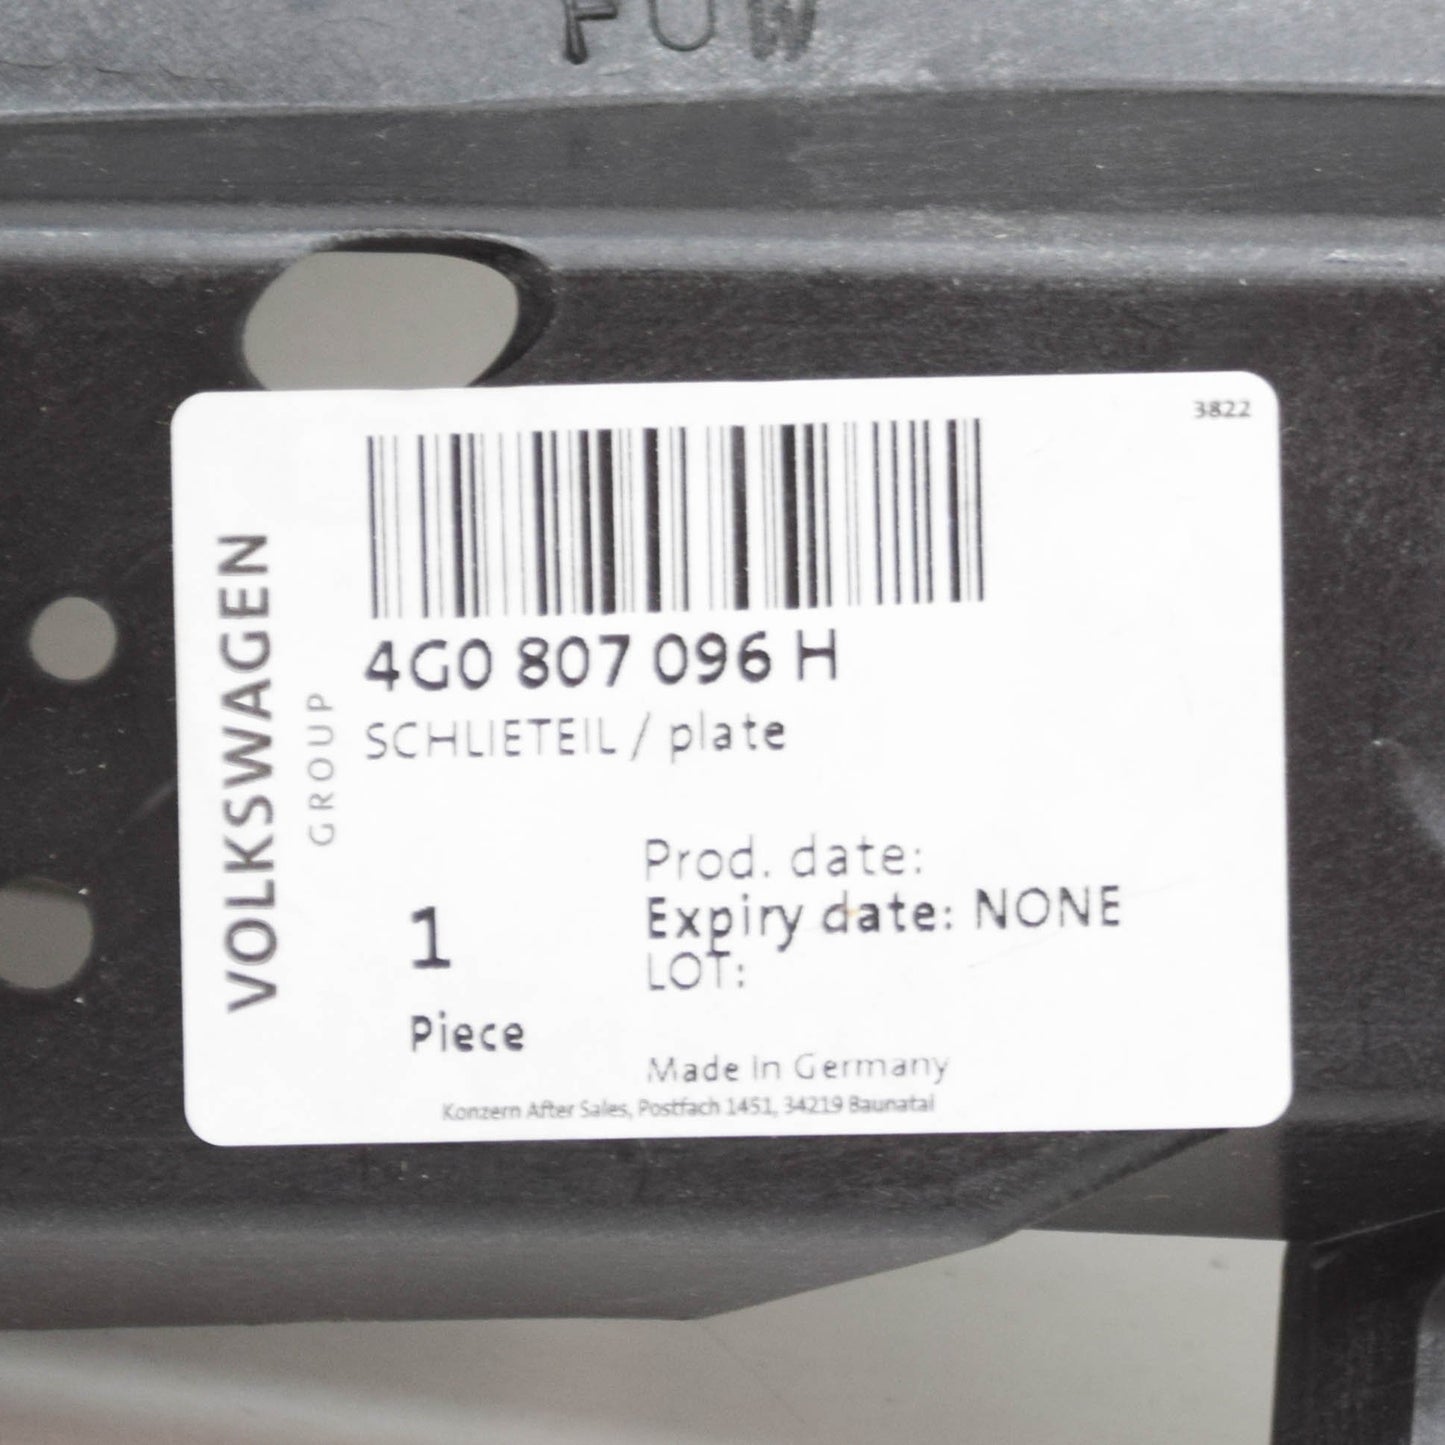 FUW
3822
VOLKSWAGEN
GROUP
4G0 807 096 H
SCHLIETEIL / plate
Prod. date:
Expiry date: NONE
LOT:
1
Piece
Made in Germany
Konzern After Sales, Postfach 1451, 34219 Baunatal